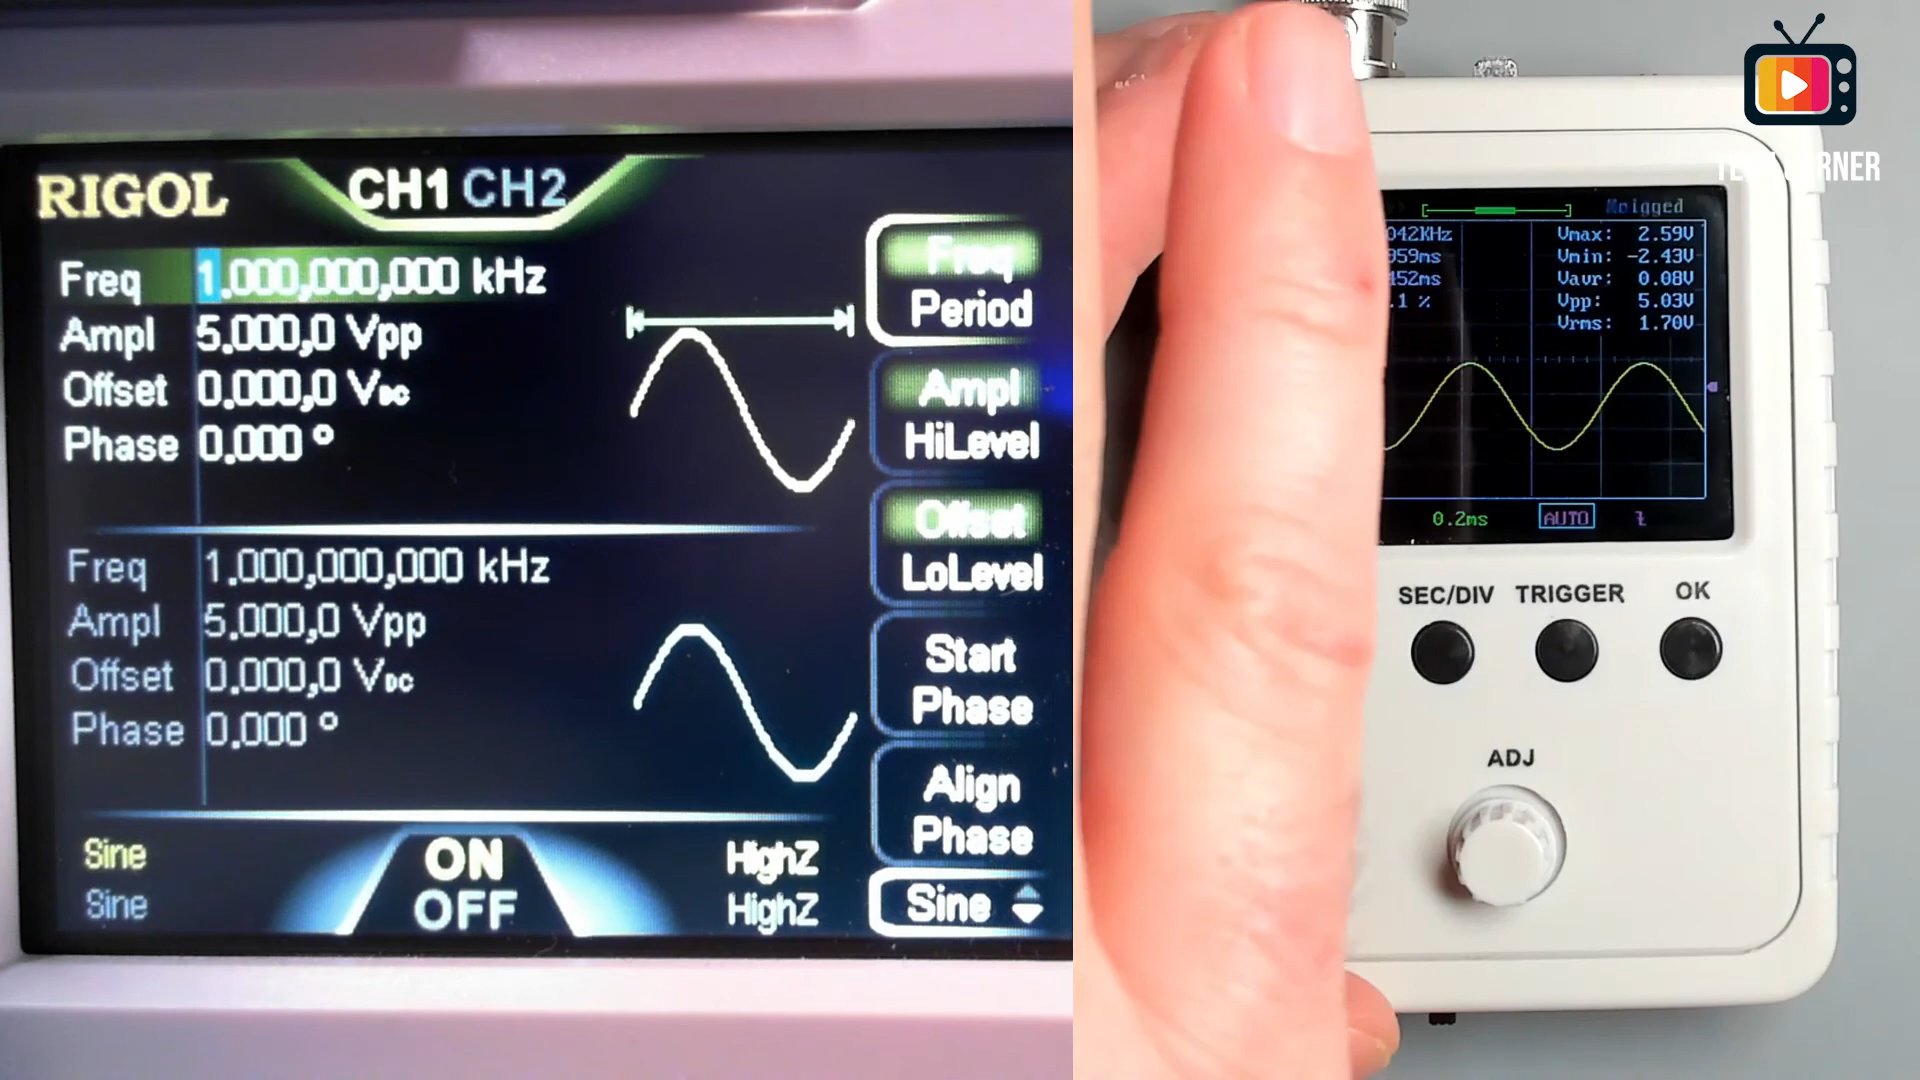 RIGOL
CH1 CH2
Freq 1.000,000,000 kHz
Ampl 5.000,0 Vpp
Offset 0.000,0 VDC
Phase 0.000 °
Freq 1.000,000,000 kHz
Ampl 5.000,0 Vpp
Offset 0.000,0 VDC
Phase 0.000 °
Sine
Sine
ON
OFF
HighZ
HighZ
Freq
Period
Ampl
HiLevel
Offset
LoLevel
Start
Phase
Align
Phase
Sine
042KHz
959ms
452ms
.1 %
Vmax: 2.59V
Vmin: -2.43V
Vavr: 0.08V
Vpp: 5.03V
Vrms: 1.70V
0.2ms
AUTO
SEC/DIV
TRIGGER
OK
ADJ